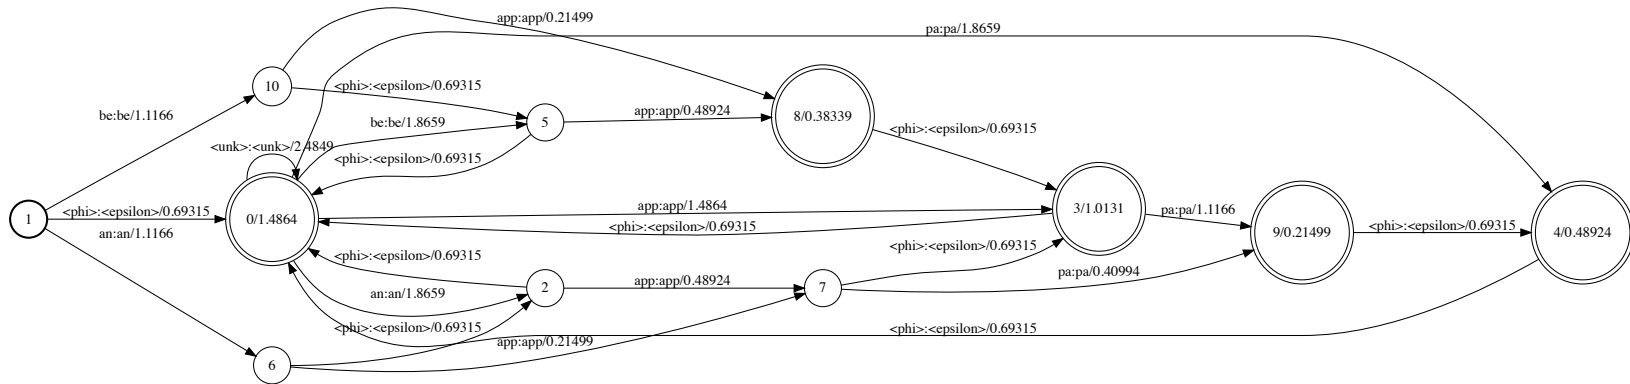 app:app/0.21499
pa:pa/1.8659
10
<phi>:<epsilon>/0.69315
be:be/1.1166
be:be/1.8659
5
app:app/0.48924
8/0.38339
<phi>:<epsilon>/0.69315
<unk>:<unk>/2.4849
<phi>:<epsilon>/0.69315
1
<phi>:<epsilon>/0.69315
0/1.4864
app:app/1.4864
<phi>:<epsilon>/0.69315
3/1.0131
pa:pa/1.1166
9/0.21499
<phi>:<epsilon>/0.69315
4/0.48924
an:an/1.1166
<phi>:<epsilon>/0.69315
<phi>:<epsilon>/0.69315
pa:pa/0.40994
an:an/1.8659
2
app:app/0.48924
7
<phi>:<epsilon>/0.69315
<phi>:<epsilon>/0.69315
app:app/0.21499
6